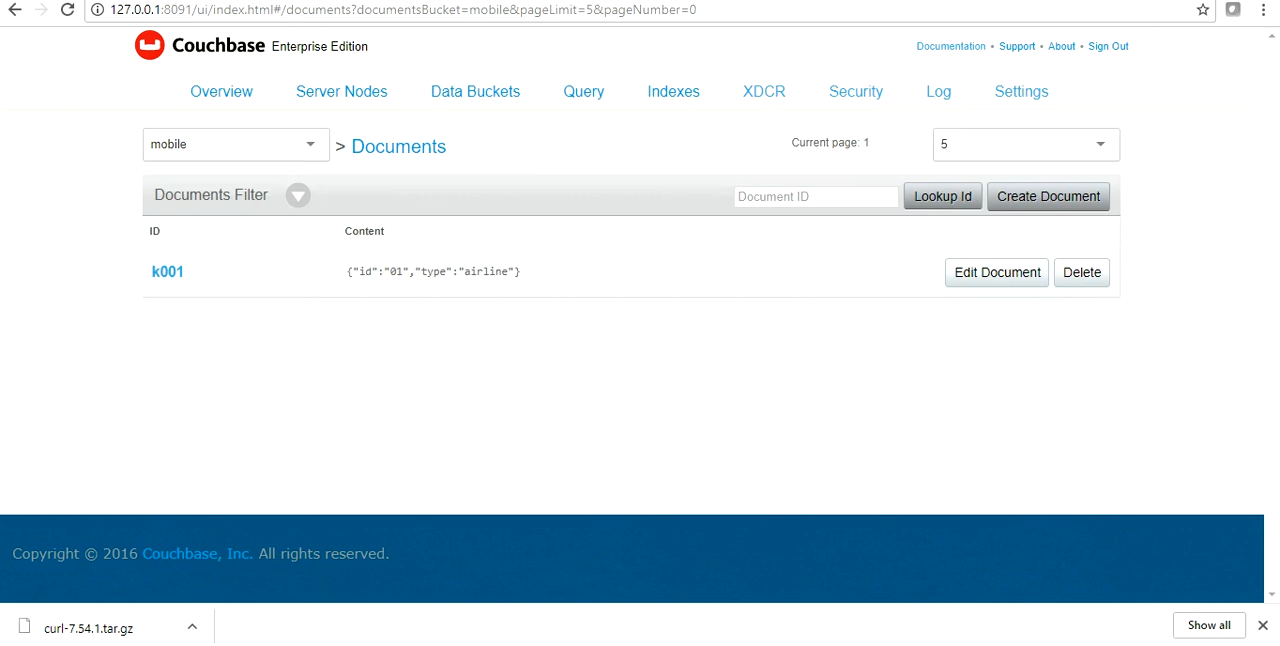 127.0.0.1:8091/ui/index.html#/documents?documentsBucket=mobile&pageLimit=5&pageNumber=0
Couchbase Enterprise Edition
Documentation • Support • About • Sign Out
Overview Server Nodes Data Buckets Query Indexes XDCR Security Log Settings
mobile > Documents Current page: 1 5
Documents Filter Document ID Lookup Id Create Document
ID Content
k001 {"id":"01","type":"airline"} Edit Document Delete
Copyright © 2016 Couchbase, Inc. All rights reserved.
curl-7.54.1.tar.gz Show all